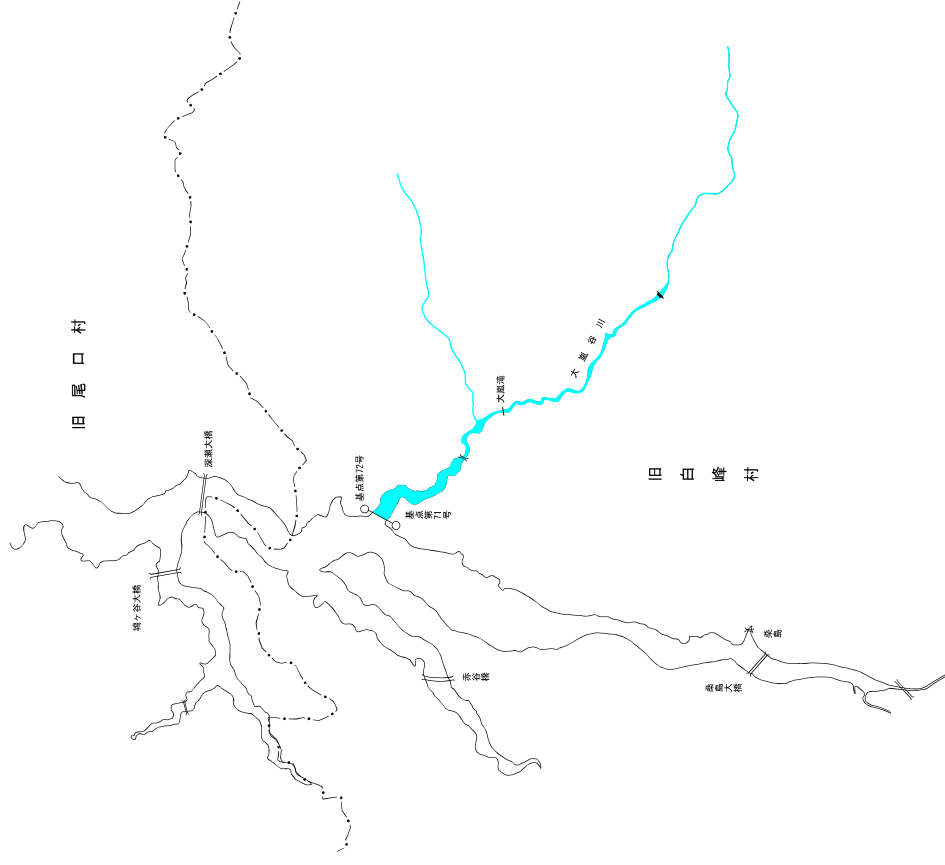 旧尾口村
深瀬大橋
基点第72号
基点第71号
大嵐滝
大嵐谷川
旧白峰村
鴇ヶ谷大橋
赤谷橋
桑島
桑島大橋